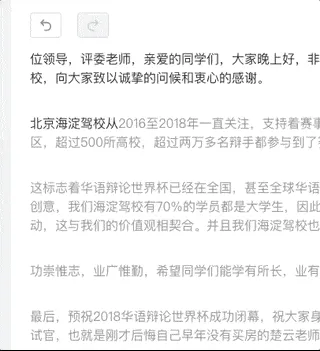 位领导，评委老师，亲爱的同学们，大家晚上好，非
校，向大家致以诚挚的问候和衷心的感谢。
北京海淀驾校从2016至2018年一直关注，支持着赛事
区，超过500所高校，超过两万多名辩手都参与到了
这标志着华语辩论世界杯已经在全国，甚至全球华语
创意，我们海淀驾校有70%的学员都是大学生，因此
动，这与我们的价值观相契合。并且我们海淀驾校也
功崇惟志，业广惟勤，希望同学们能学有所长，业有
最后，预祝2018华语辩论世界杯成功闭幕，祝大家身
试官，也就是刚才后悔自己早年没有买房的楚云老师